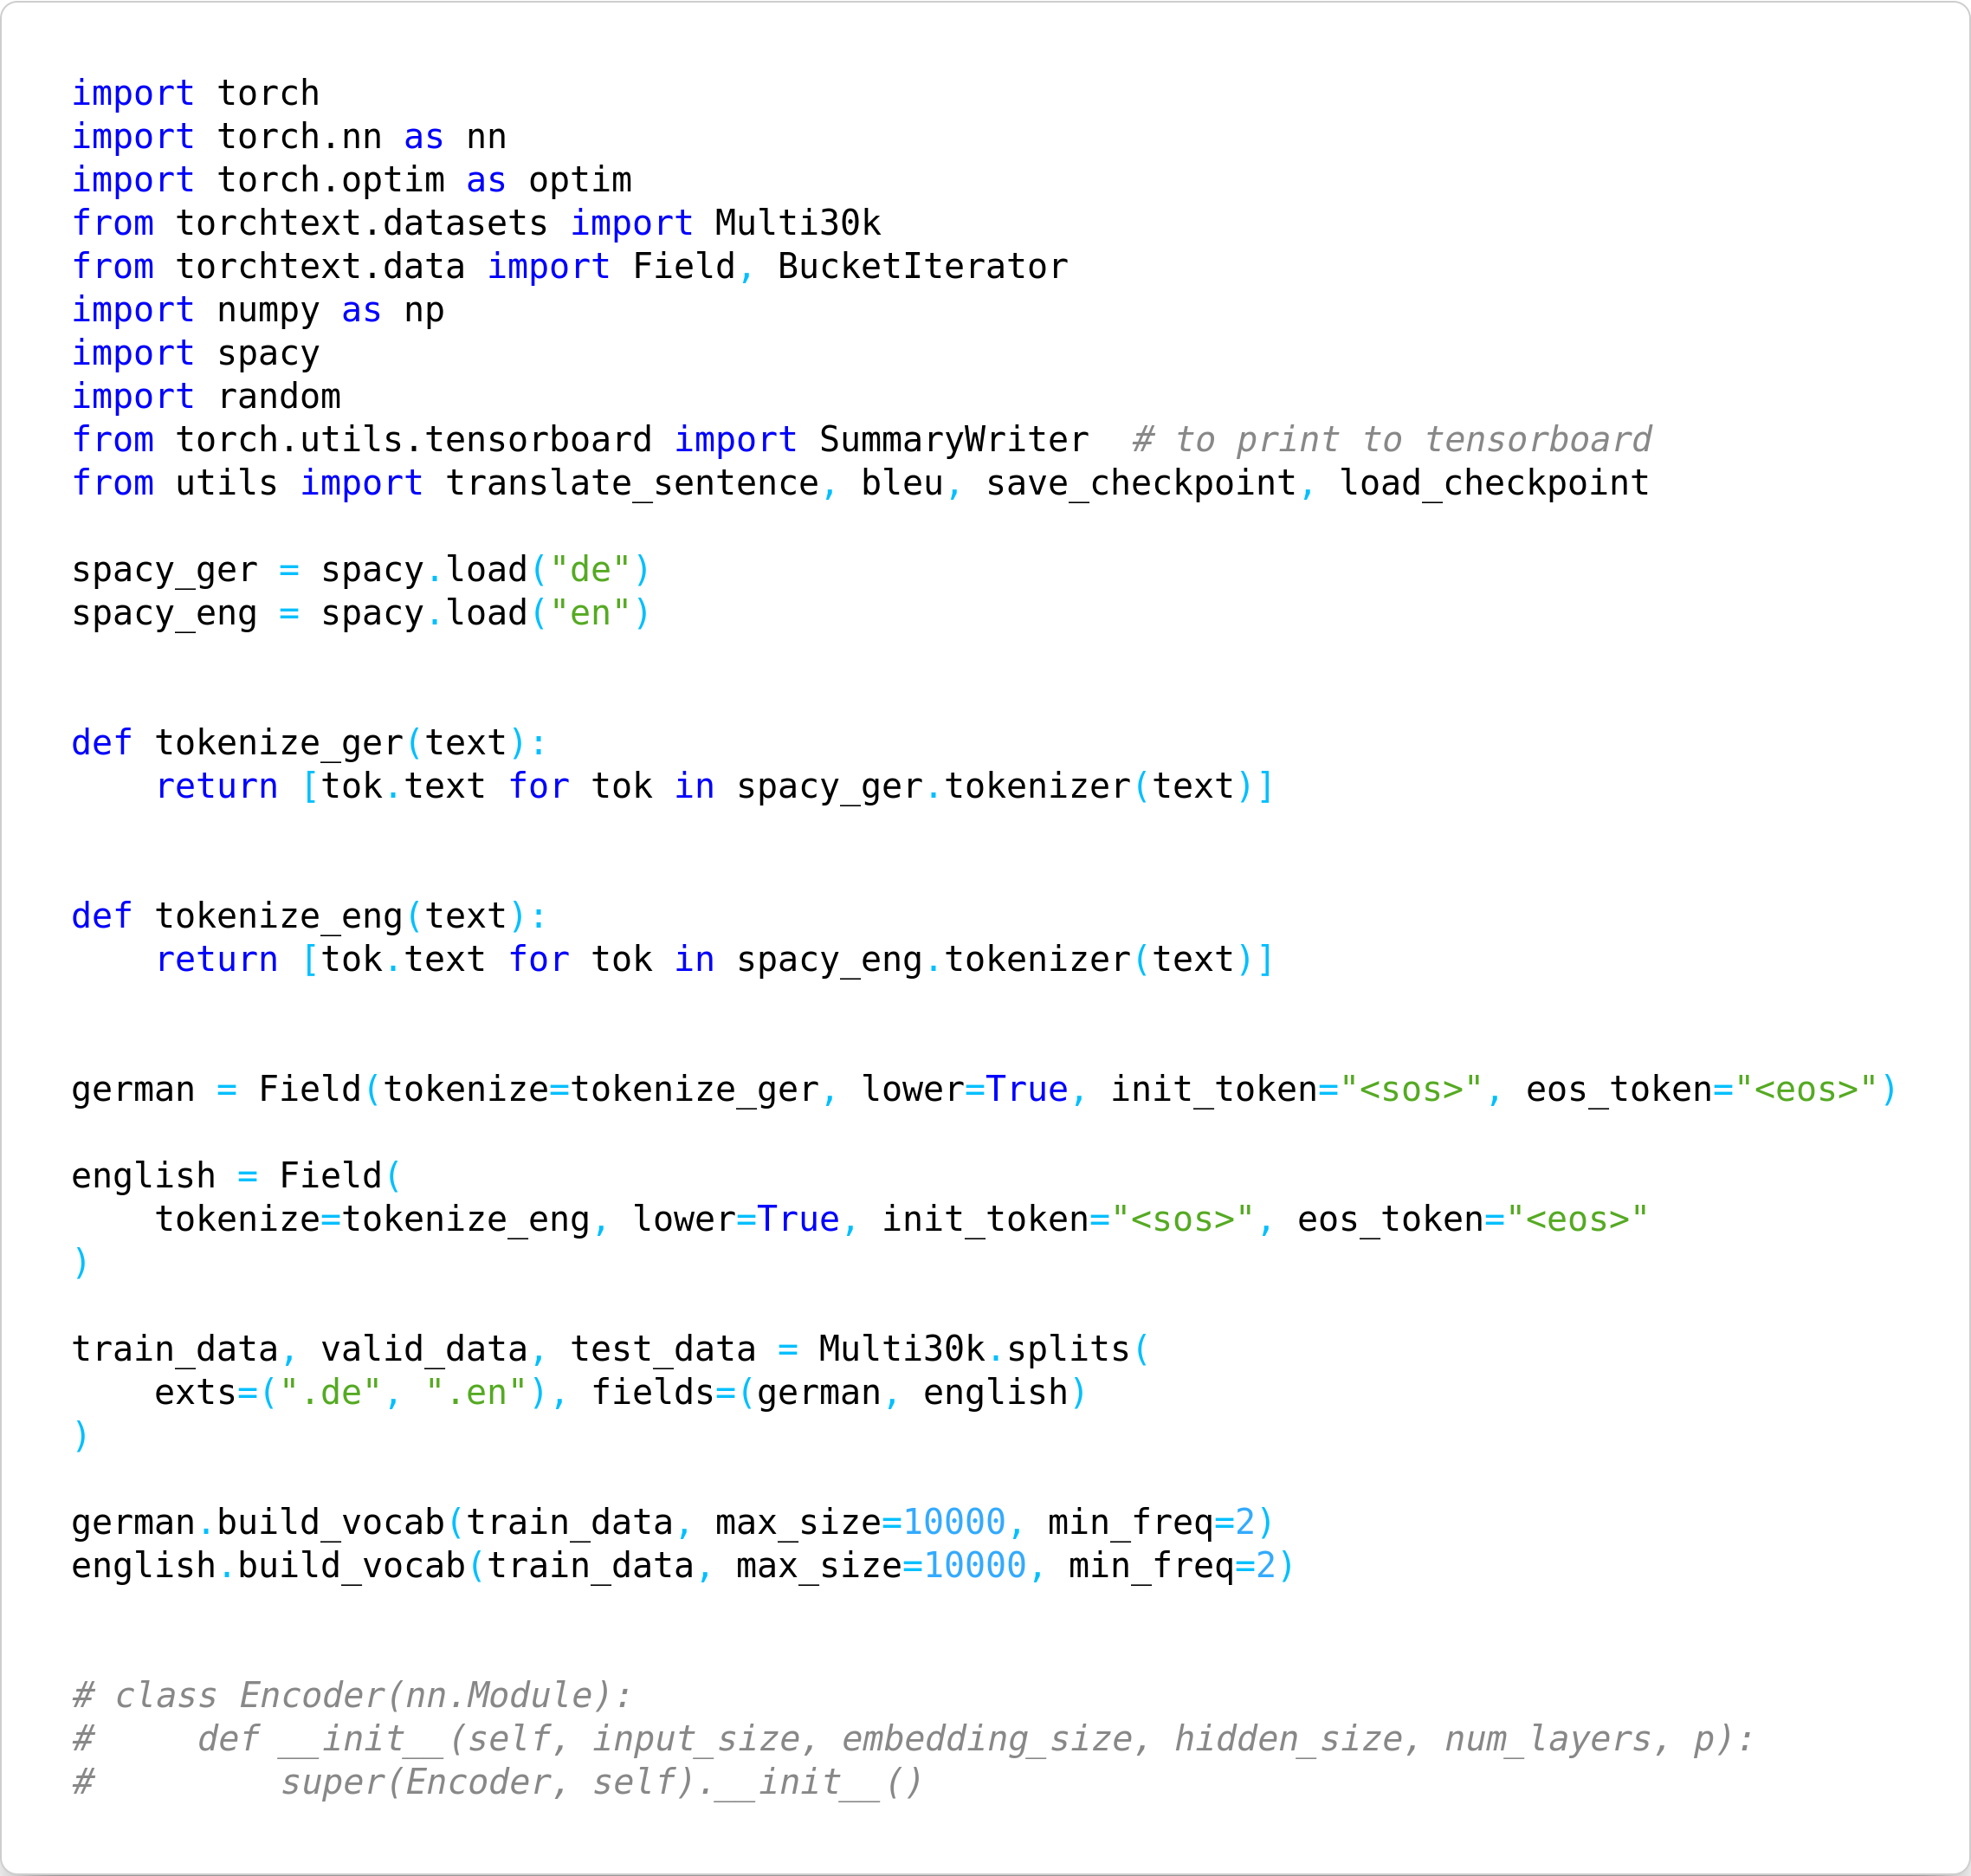 import torch
import torch.nn as nn
import torch.optim as optim
from torchtext.datasets import Multi30k
from torchtext.data import Field, BucketIterator
import numpy as np
import spacy
import random
from torch.utils.tensorboard import SummaryWriter  # to print to tensorboard
from utils import translate_sentence, bleu, save_checkpoint, load_checkpoint

spacy_ger = spacy.load("de")
spacy_eng = spacy.load("en")


def tokenize_ger(text):
    return [tok.text for tok in spacy_ger.tokenizer(text)]


def tokenize_eng(text):
    return [tok.text for tok in spacy_eng.tokenizer(text)]


german = Field(tokenize=tokenize_ger, lower=True, init_token="<sos>", eos_token="<eos>")

english = Field(
    tokenize=tokenize_eng, lower=True, init_token="<sos>", eos_token="<eos>"
)

train_data, valid_data, test_data = Multi30k.splits(
    exts=(".de", ".en"), fields=(german, english)
)

german.build_vocab(train_data, max_size=10000, min_freq=2)
english.build_vocab(train_data, max_size=10000, min_freq=2)


# class Encoder(nn.Module):
#     def __init__(self, input_size, embedding_size, hidden_size, num_layers, p):
#         super(Encoder, self).__init__()